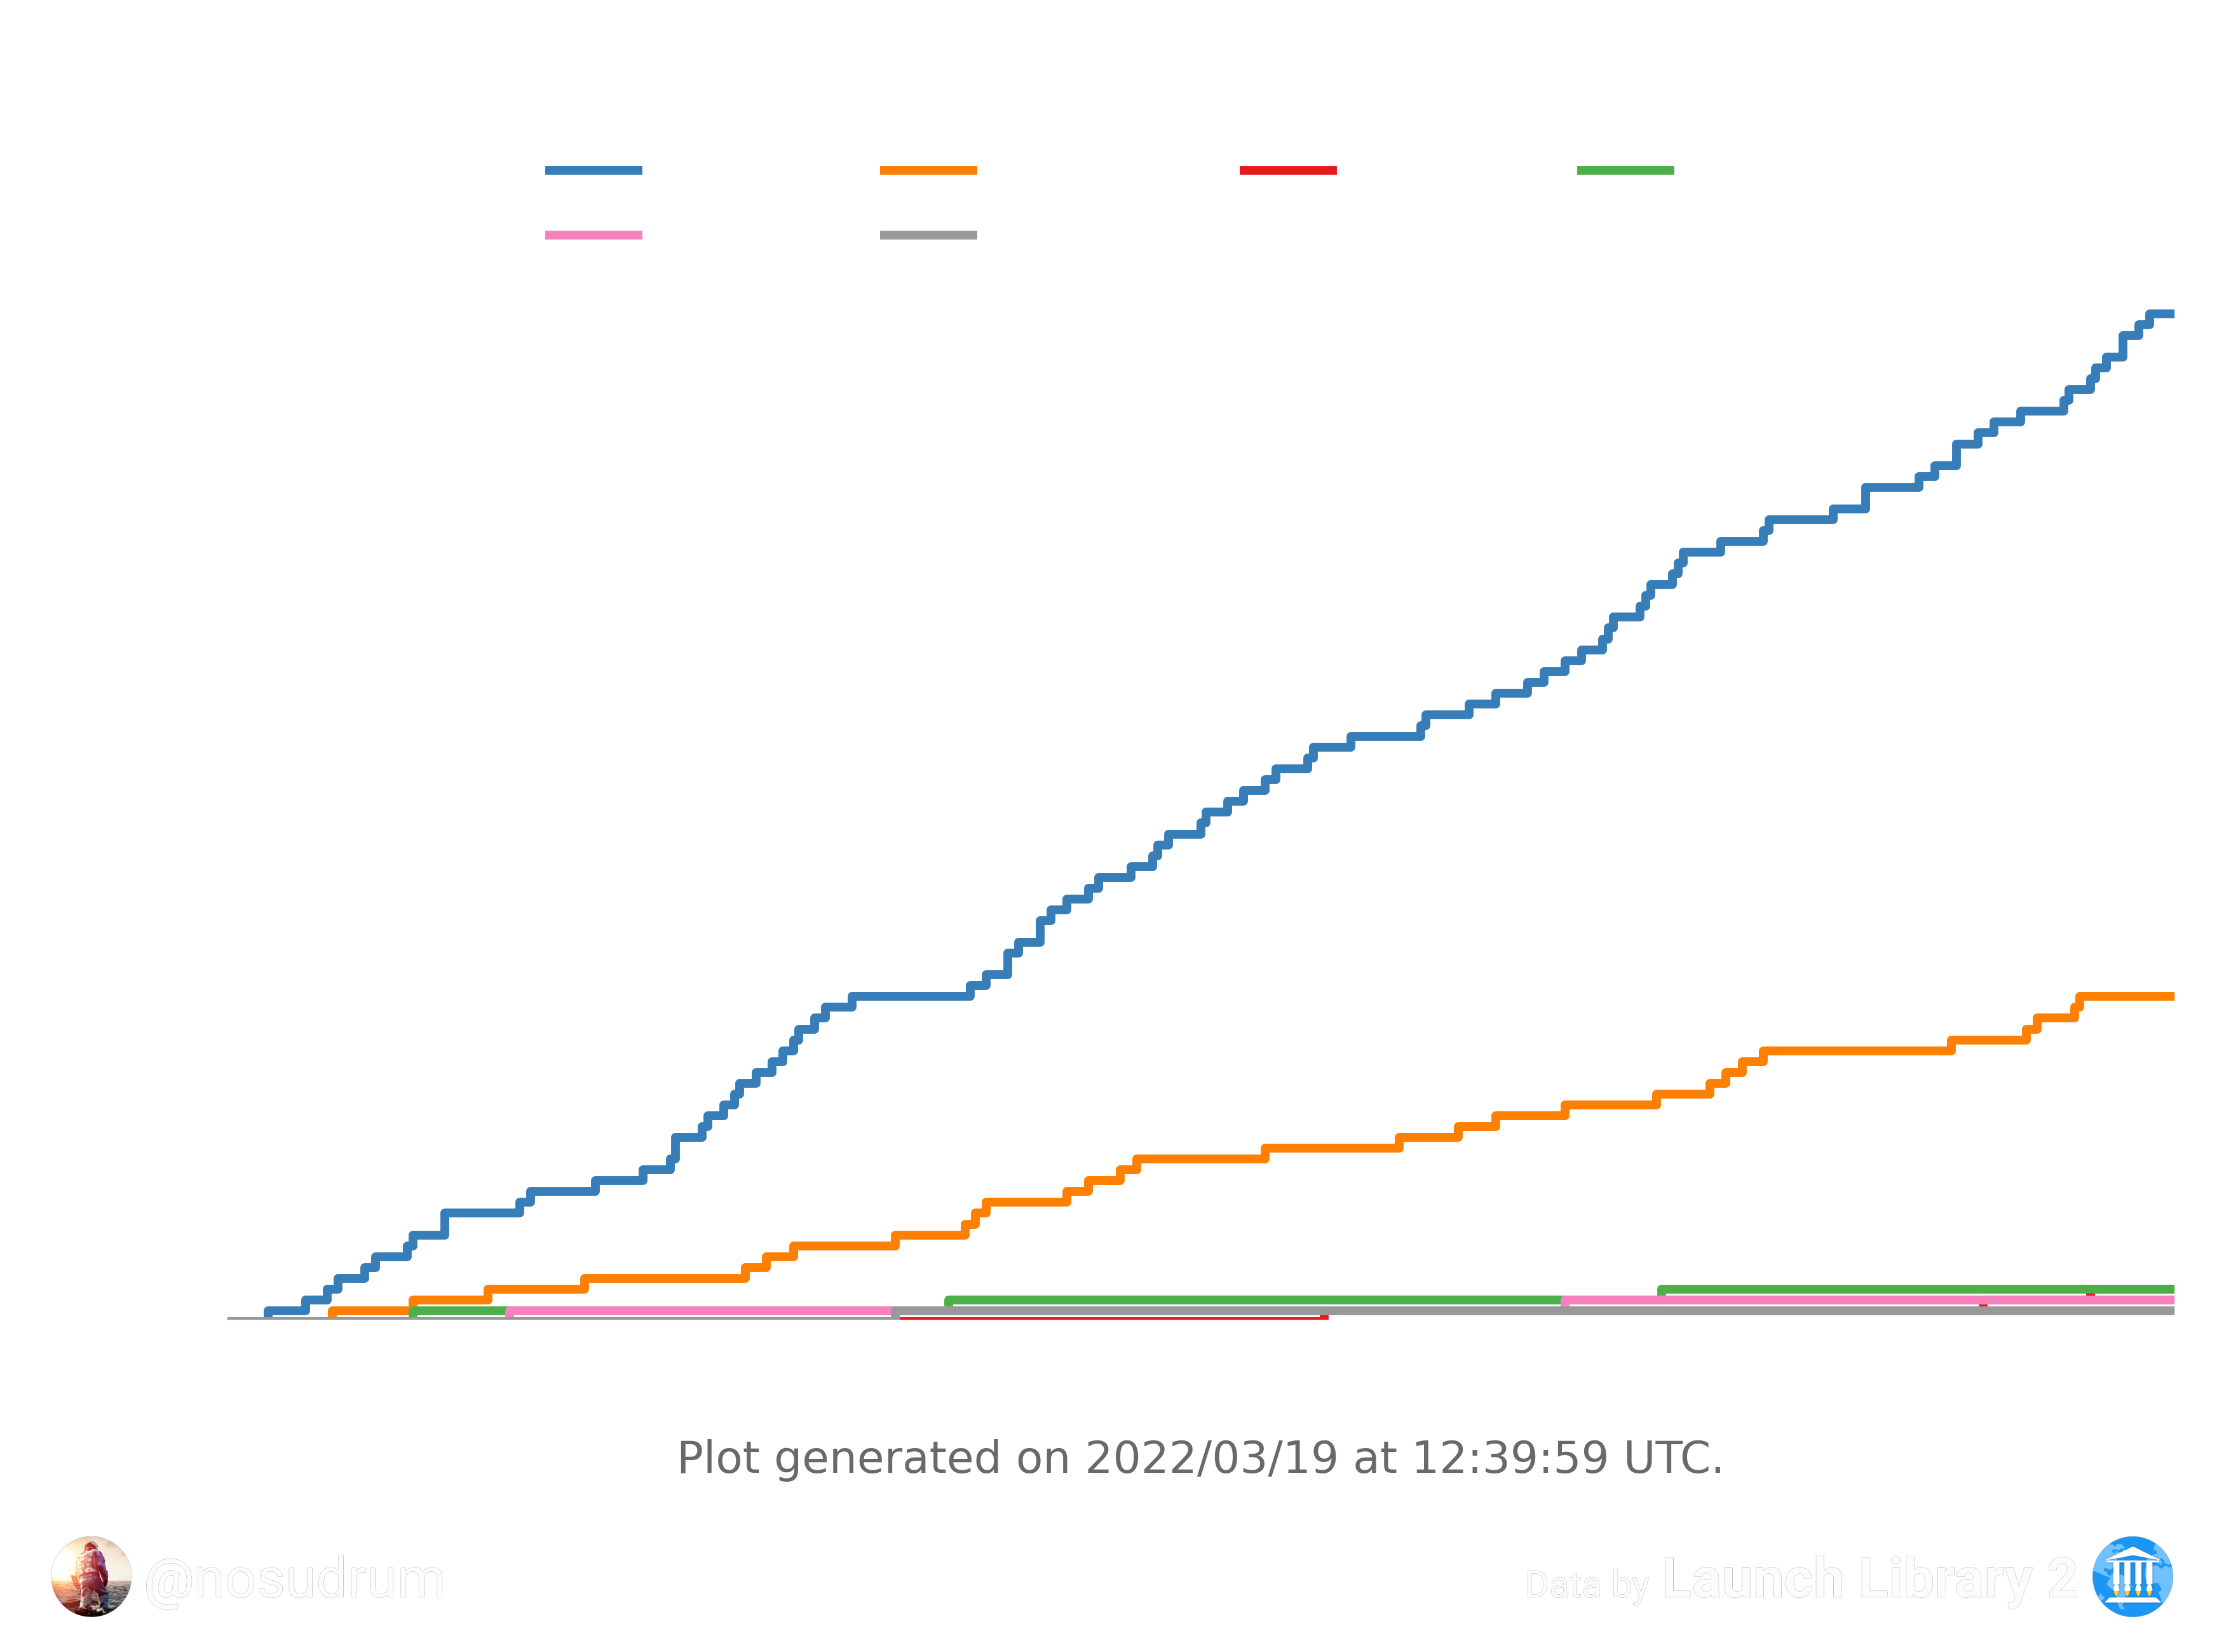 Plot generated on 2022/03/19 at 12:39:59 UTC.
@nosudrum
Data by Launch Library 2